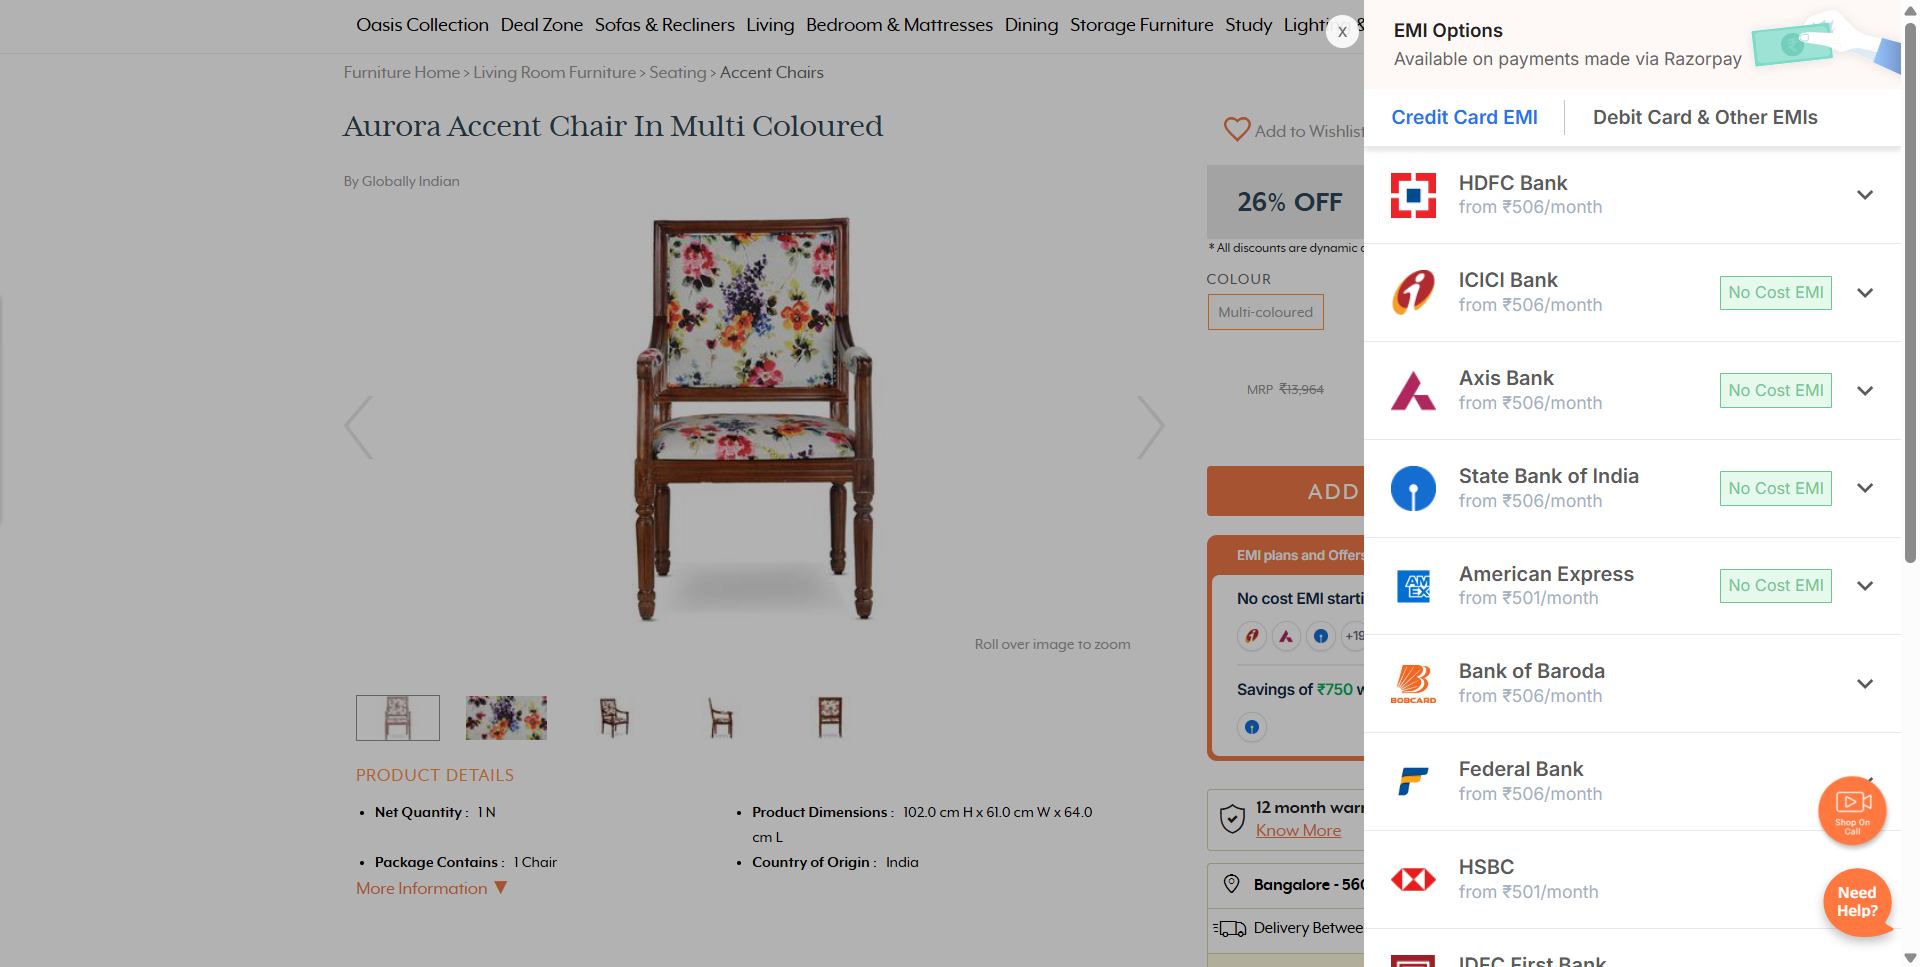 Oasis Collection Deal Zone Sofas & Recliners Living Bedroom & Mattresses Dining Storage Furniture Study Lighting &
Furniture Home > Living Room Furniture > Seating > Accent Chairs
Aurora Accent Chair In Multi Coloured
By Globally Indian
Roll over image to zoom
PRODUCT DETAILS
Net Quantity : 1 N
Product Dimensions : 102.0 cm H x 61.0 cm W x 64.0
cm L
Package Contains : 1 Chair
Country of Origin : India
More Information ▼
Add to Wishlist
26% OFF
* All discounts are dynamic
COLOUR
Multi-coloured
MRP ₹13,964
ADD
EMI plans and Offers
No cost EMI starti
+19
Savings of ₹750 w
12 month warr
Know More
Bangalore - 560
Delivery Betwee
X
EMI Options
Available on payments made via Razorpay
Credit Card EMI
Debit Card & Other EMIs
HDFC Bank
from ₹506/month
ICICI Bank
from ₹506/month
No Cost EMI
Axis Bank
from ₹506/month
No Cost EMI
State Bank of India
from ₹506/month
No Cost EMI
AM
EX
American Express
from ₹501/month
No Cost EMI
BOBCARD
Bank of Baroda
from ₹506/month
Federal Bank
from ₹506/month
HSBC
from ₹501/month
IDFC First Bank
Shop On
Call
Need
Help?